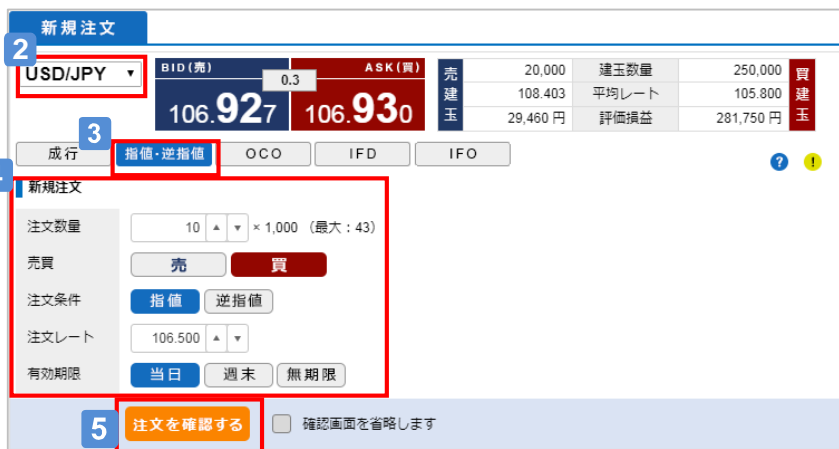 新規注文
2
USD/JPY ▼
BID(売) 0.3 ASK(買)
106.927 106.930
売建玉 20,000 建玉数量 250,000 買建玉
108.403 平均レート 105.800
29,460 円 評価損益 281,750 円
3
成行 指値・逆指値 OCO IFD IFO ? !
新規注文
注文数量 10 ▲ ▼ × 1,000 （最大：43）
売買 売 買
注文条件 指値 逆指値
注文レート 106.500 ▲ ▼
有効期限 当日 週末 無期限
5 注文を確認する 確認画面を省略します